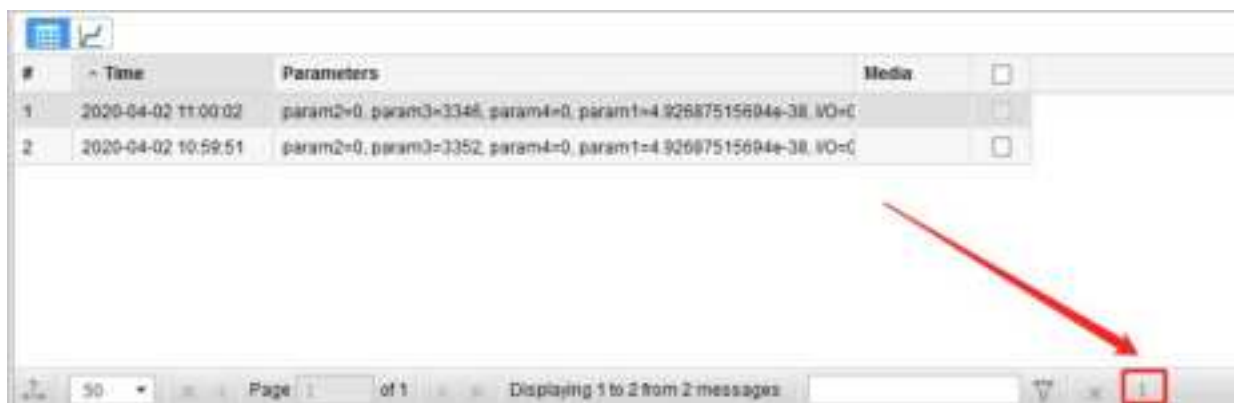 # Time Parameters Media
1 2020-04-02 11:00:02 param2=0, param3=3346, param4=0, param1=4.92687515694e-38, I/O=0
2 2020-04-02 10:59:51 param2=0, param3=3352, param4=0, param1=4.92687515694e-38, I/O=0
50 Page 1 of 1 Displaying 1 to 2 from 2 messages